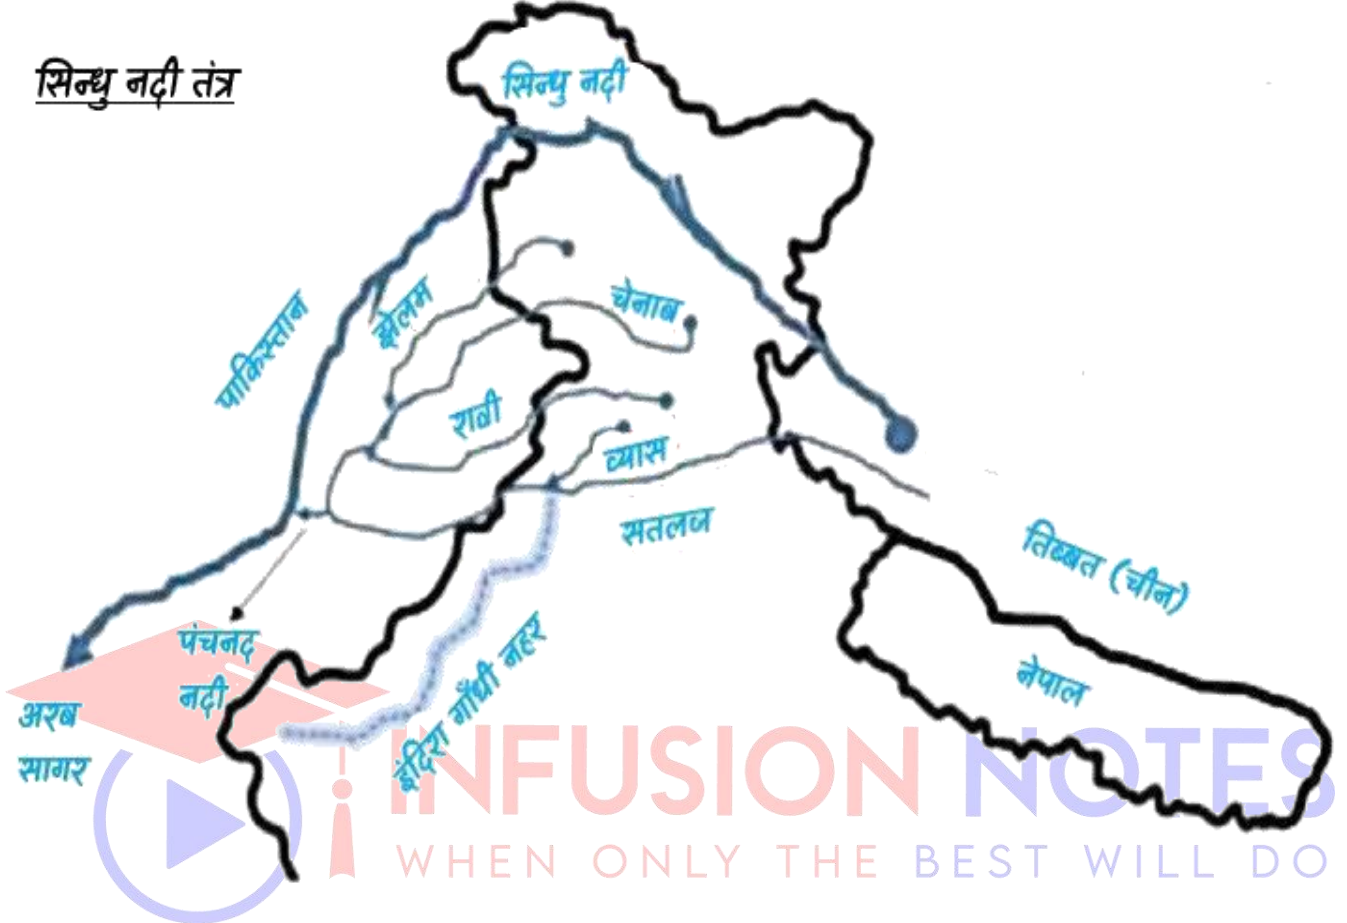 सिन्धु नदी तंत्र
सिन्धु नदी
पाकिस्तान
झेलम
चेनाब
रावी
व्यास
सतलज
तिब्बत (चीन)
नेपाल
पंचनद
नदी
अरब
सागर
इंदिरा गाँधी नहर
INFUSION NOTES
WHEN ONLY THE BEST WILL DO